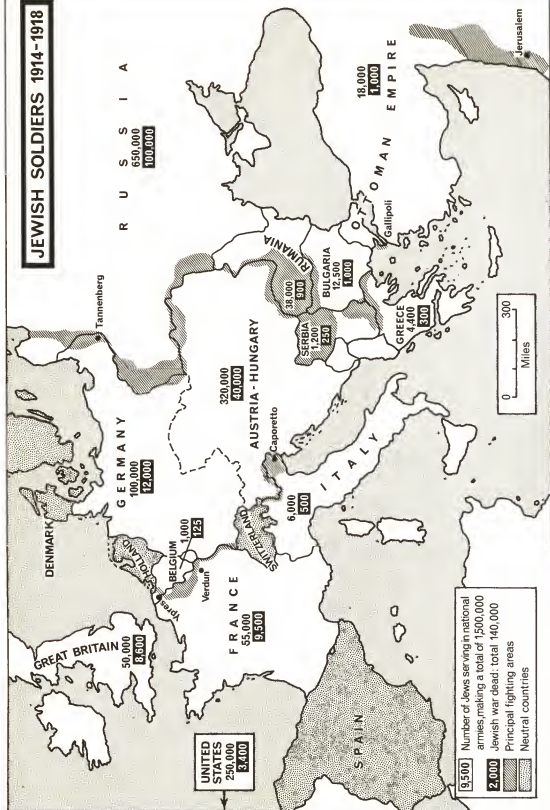 JEWISH SOLDIERS 1914-1918
RUSSIA
650,000
100,000
Tannenberg
GERMANY
100,000
12,000
DENMARK
HOLLAND
BELGIUM
1,000
125
Ypres
Verdun
GREAT BRITAIN
50,000
8,600
FRANCE
55,000
9,500
SWITZERLAND
UNITED
STATES
250,000
3,400
SPAIN
ITALY
6,000
500
Caporetto
AUSTRIA-HUNGARY
320,000
40,000
RUMANIA
38,000
900
SERBIA
1,200
250
BULGARIA
12,500
1,000
GREECE
4,400
300
OTTOMAN EMPIRE
18,000
1,000
Gallipoli
Jerusalem
300
Miles
9,500 Number of Jews serving in national
armies, making a total of 1,500,000
2,000 Jewish war dead: total 140,000
Principal fighting areas
Neutral countries